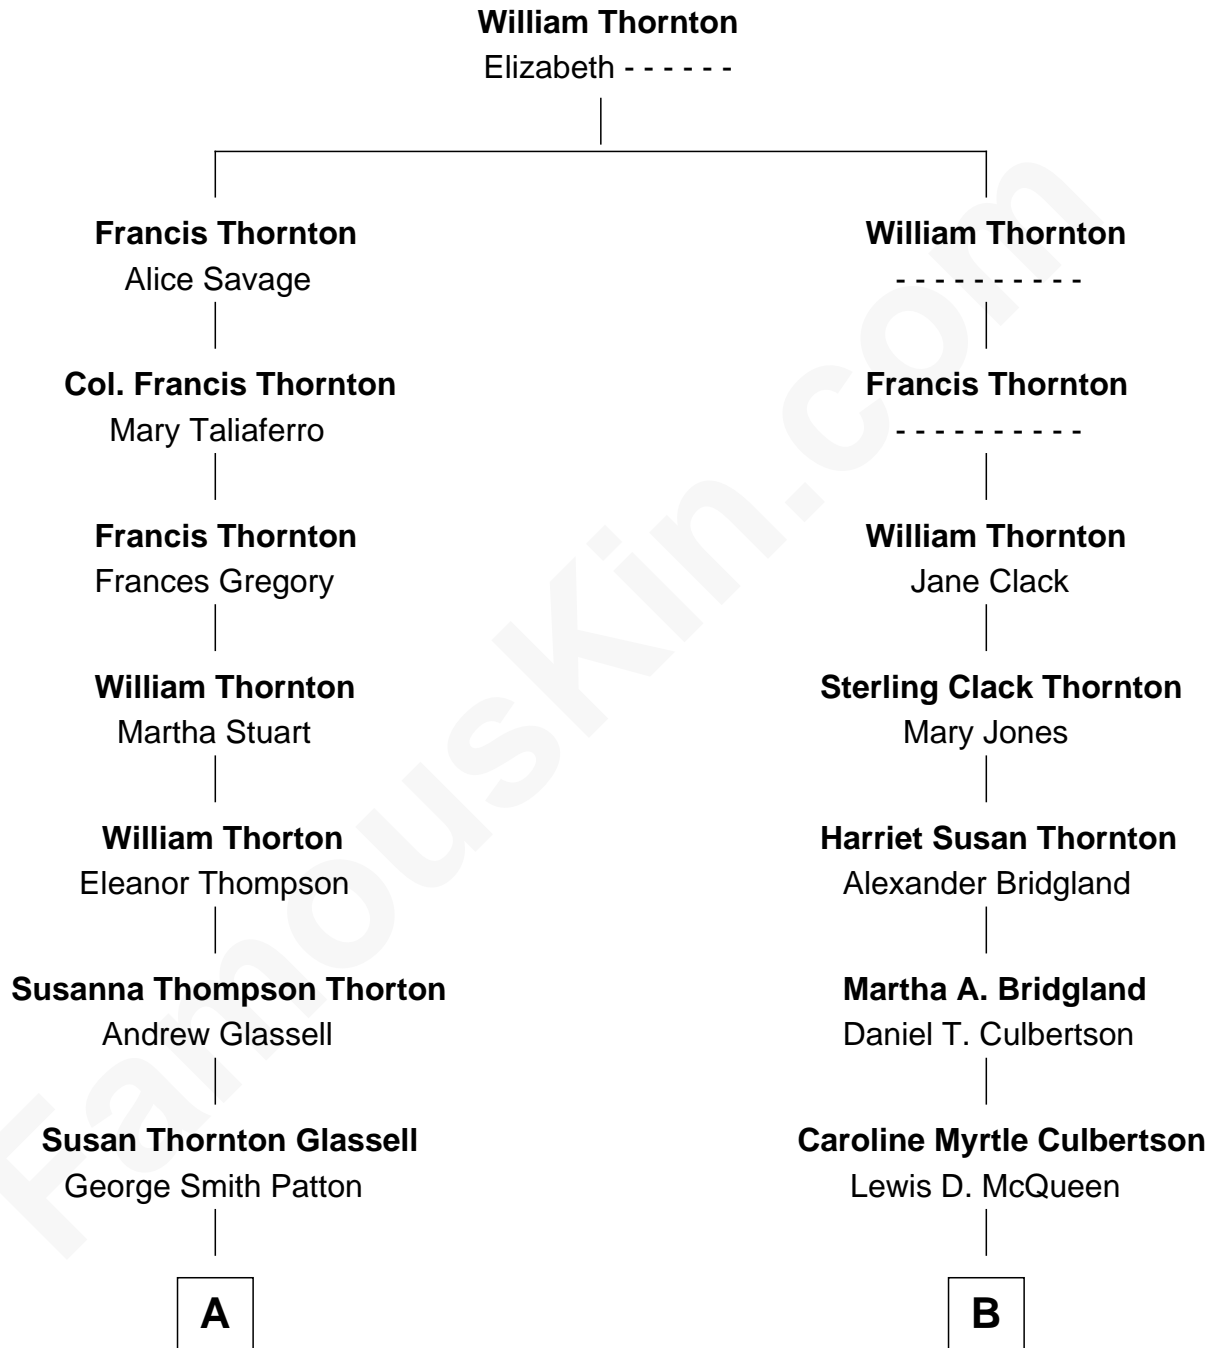 William Thornton
Elizabeth - - - - - -
Francis Thornton
Alice Savage
William Thornton
- - - - - - - - - -
Col. Francis Thornton
Mary Taliaferro
Francis Thornton
- - - - - - - - - -
Francis Thornton
Frances Gregory
William Thornton
Jane Clack
William Thornton
Martha Stuart
Sterling Clack Thornton
Mary Jones
William Thorton
Eleanor Thompson
Harriet Susan Thornton
Alexander Bridgland
Susanna Thompson Thorton
Andrew Glassell
Martha A. Bridgland
Daniel T. Culbertson
Susan Thornton Glassell
George Smith Patton
Caroline Myrtle Culbertson
Lewis D. McQueen
A
B
FamousKin.com